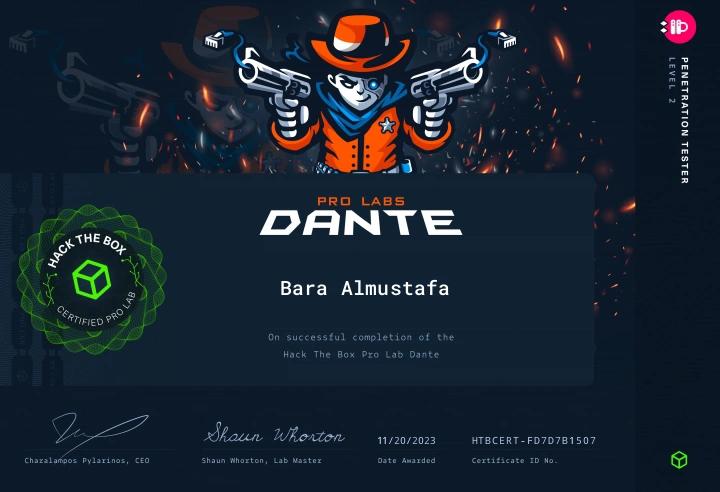 PENETRATION TESTER
LEVEL 2
PRO LABS
DANTE
HACK THE BOX
CERTIFIED PRO LAB
Bara Almustafa
On successful completion of the
Hack The Box Pro Lab Dante
Shaun Whorton
11/20/2023
HTBCERT-FD7D7B1507
Charalampos Pylarinos, CEO
Shaun Whorton, Lab Master
Date Awarded
Certificate ID No.